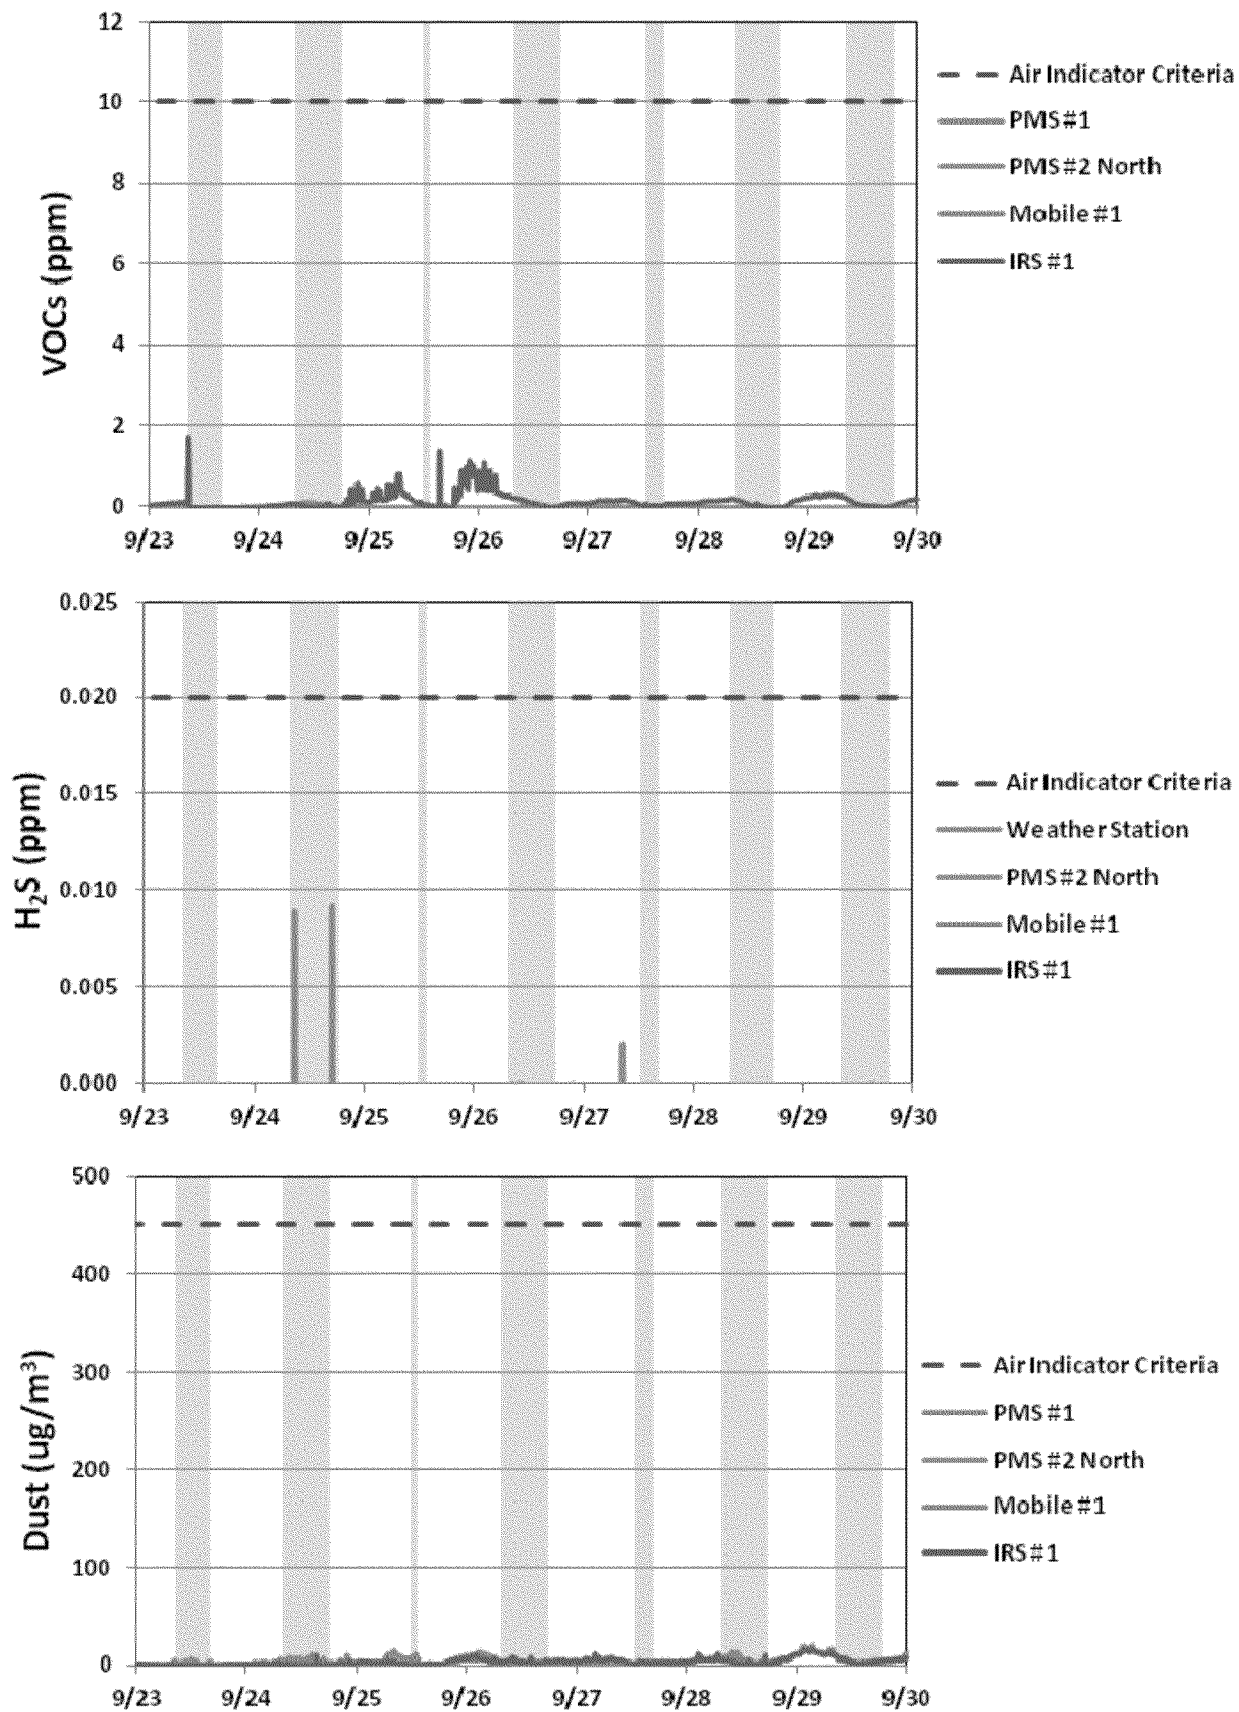 12
10
8
6
4
2
0
VOCs (ppm)
9/23 9/24 9/25 9/26 9/27 9/28 9/29 9/30
Air Indicator Criteria
PMS #1
PMS #2 North
Mobile #1
IRS #1
0.025
0.020
0.015
0.010
0.005
0.000
H₂S (ppm)
9/23 9/24 9/25 9/26 9/27 9/28 9/29 9/30
Air Indicator Criteria
Weather Station
PMS #2 North
Mobile #1
IRS #1
500
400
300
200
100
0
Dust (ug/m³)
9/23 9/24 9/25 9/26 9/27 9/28 9/29 9/30
Air Indicator Criteria
PMS #1
PMS #2 North
Mobile #1
IRS #1